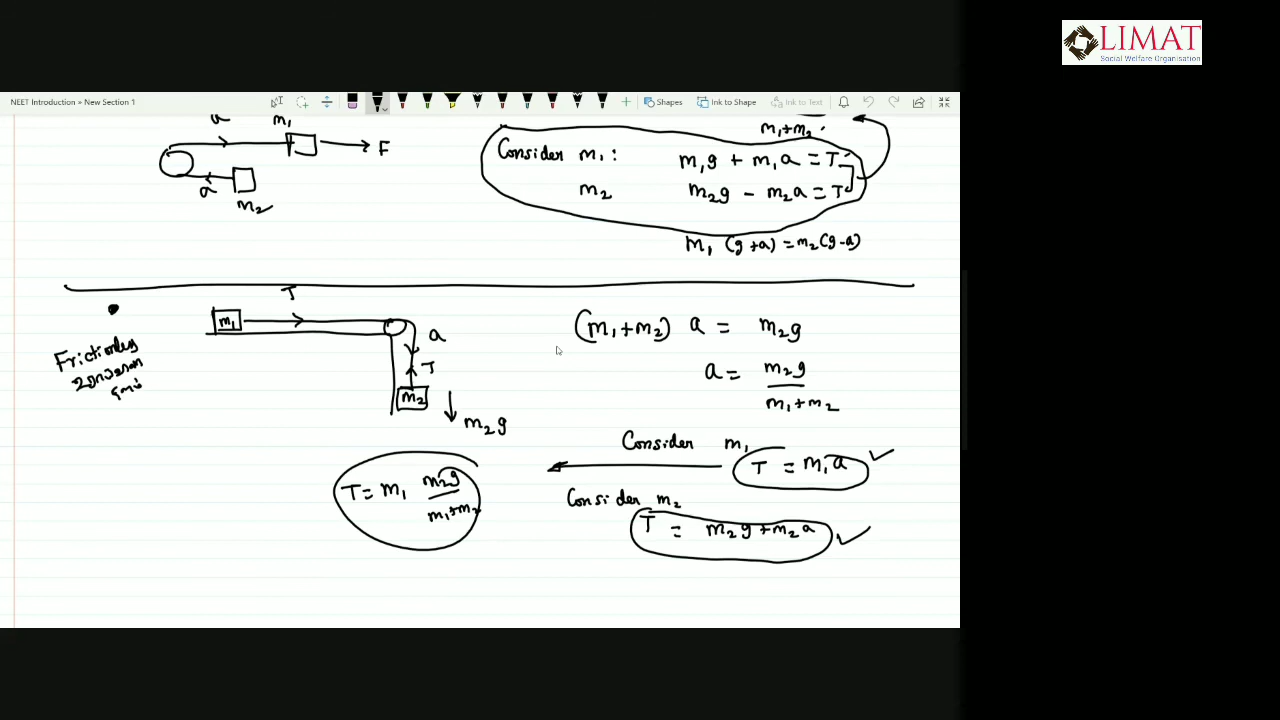 LIMAT
Social Welfare Organisation
NEET Introduction » New Section 1
Shapes
Ink to Shape
Ink to Text
a
m₁
F
a
m₂
m₁+m₂
Consider m₁: m₁g + m₁a = T
m₂ m₂g - m₂a = T
m₁ (g+a) = m₂(g-a)
T
m₁
a
T
m₂
m₂g
Frictionless
(m₁+m₂) a = m₂g
a = m₂g
m₁+m₂
Consider m₁
T = m₁a
T = m₁ m₂g
m₁+m₂
Consider m₂
T = m₂g + m₂a